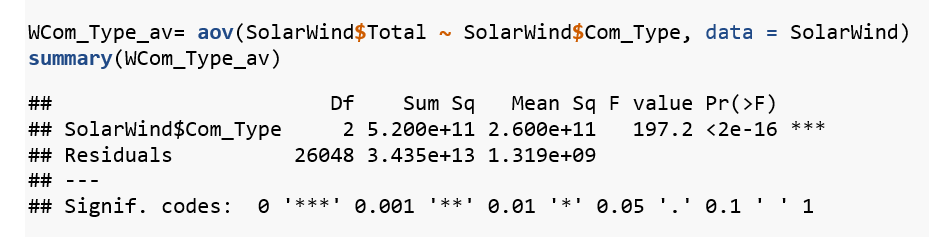 WCom_Type_av= aov(SolarWind$Total ~ SolarWind$Com_Type, data = SolarWind)
summary(WCom_Type_av)
##                         Df    Sum Sq   Mean Sq F value Pr(>F)
## SolarWind$Com_Type     2 5.200e+11 2.600e+11   197.2 <2e-16 ***
## Residuals          26048 3.435e+13 1.319e+09
## ---
## Signif. codes:  0 '***' 0.001 '**' 0.01 '*' 0.05 '.' 0.1 ' ' 1